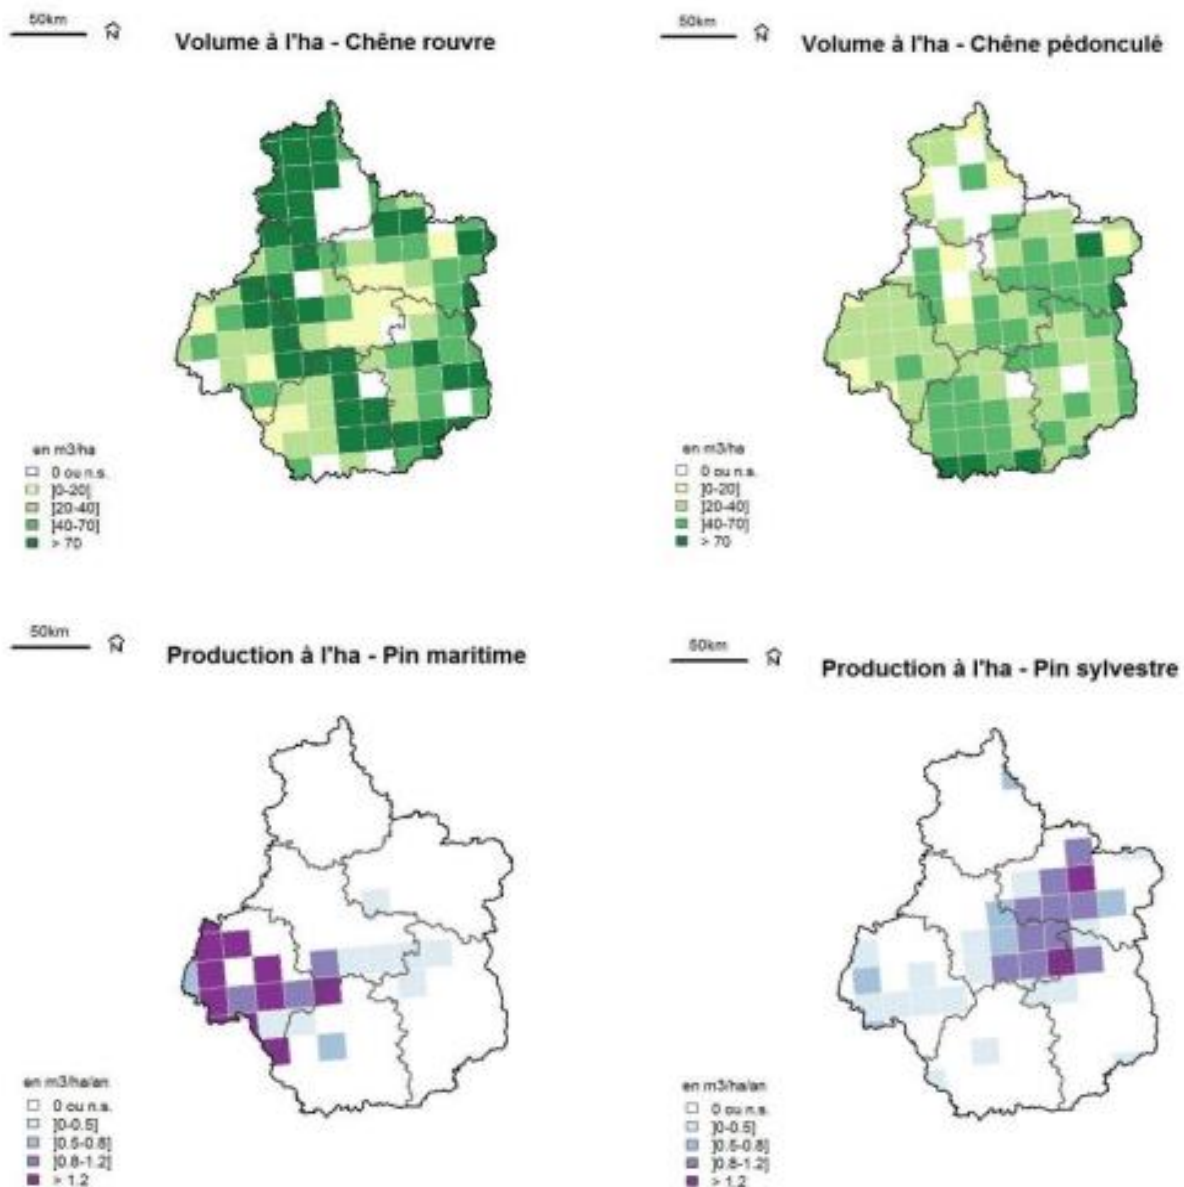 50km
N
Volume à l'ha - Chêne rouvre
en m3/ha
0 ou n.s.
]0-20]
]20-40]
]40-70]
> 70
50km
N
Volume à l'ha - Chêne pédonculé
en m3/ha
0 ou n.s.
]0-20]
]20-40]
]40-70]
> 70
50km
N
Production à l'ha - Pin maritime
en m3/ha/an
0 ou n.s.
]0-0.5]
]0.5-0.8]
]0.8-1.2]
> 1.2
50km
N
Production à l'ha - Pin sylvestre
en m3/ha/an
0 ou n.s.
]0-0.5]
]0.5-0.8]
]0.8-1.2]
> 1.2